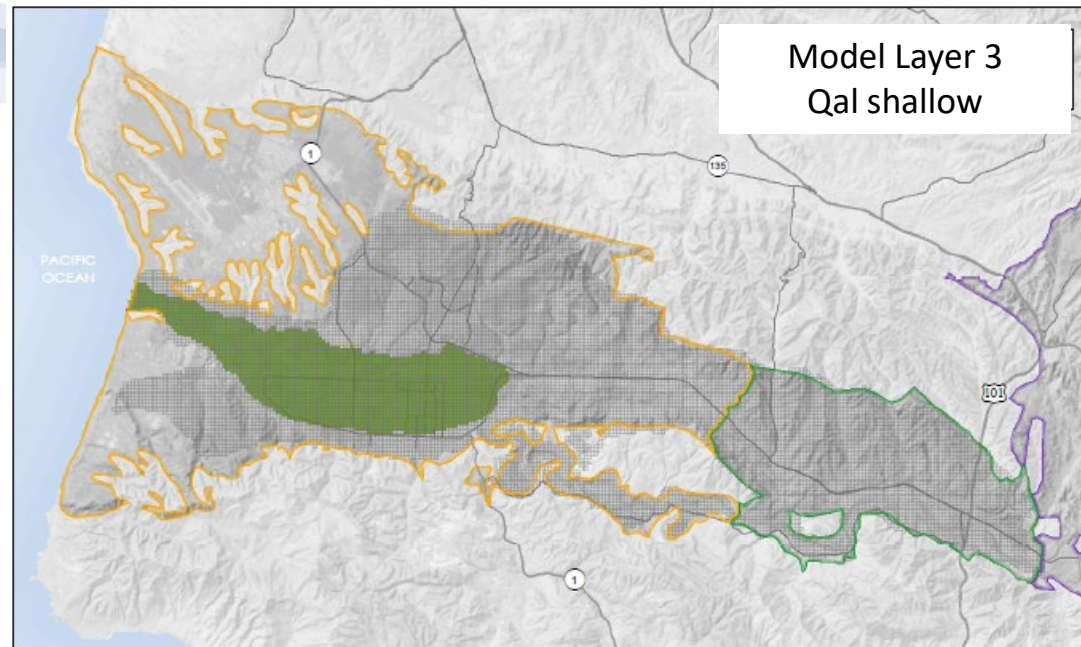 Model Layer 3
Qal shallow
1
135
PACIFIC
OCEAN
101
1